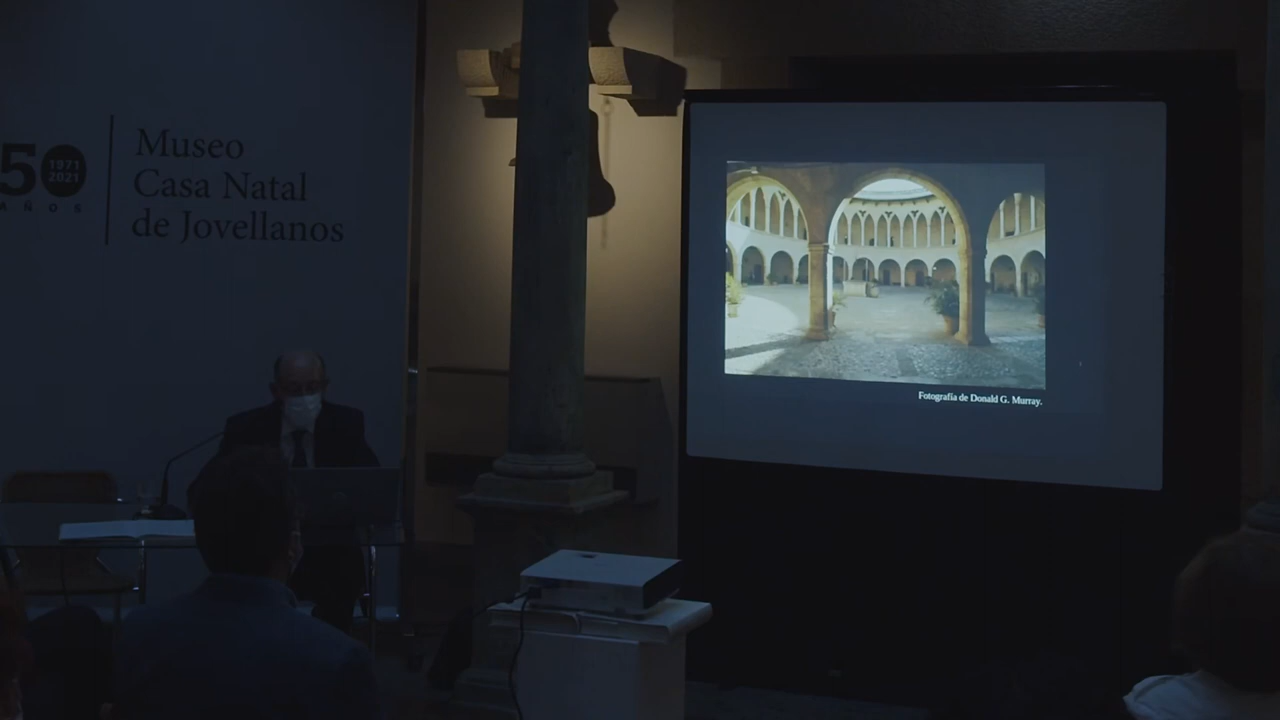 50
1971
2021
AÑOS
Museo
Casa Natal
de Jovellanos
Fotografía de Donald G. Murray.